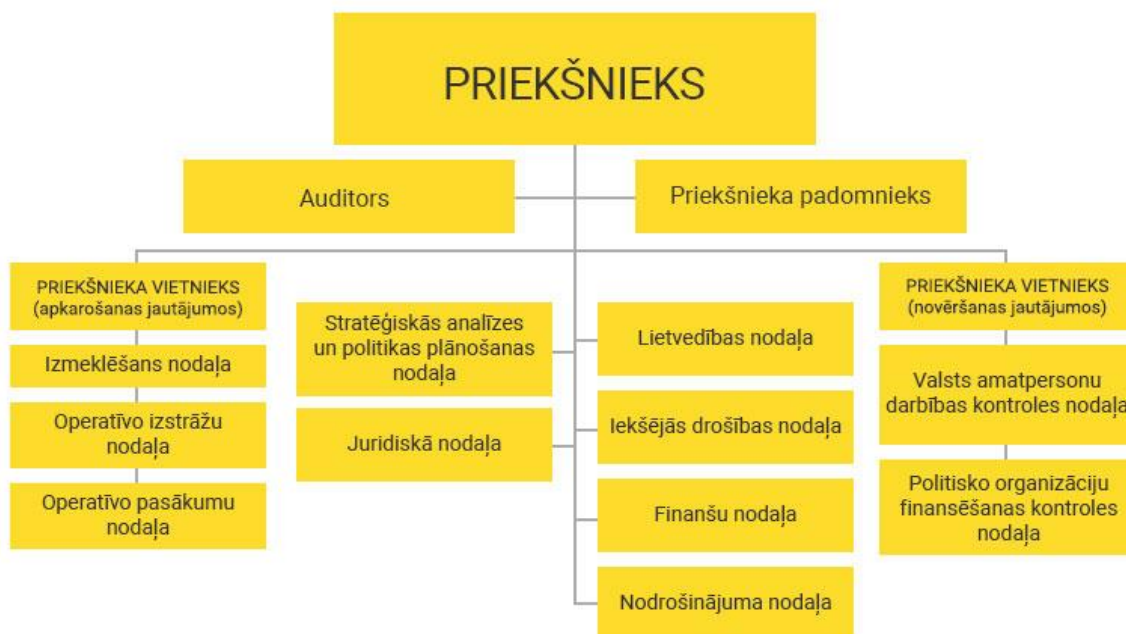 PRIEKŠNIEKS
Auditors
Priekšnieka padomnieks
PRIEKŠNIEKA VIETNIEKS
(apkarošanas jautājumos)
Izmeklēšans nodaļa
Operatīvo izstrāžu
nodaļa
Operatīvo pasākumu
nodaļa
Stratēģiskās analīzes
un politikas plānošanas
nodaļa
Juridiskā nodaļa
Lietvedības nodaļa
Iekšējās drošības nodaļa
Finanšu nodaļa
Nodrošinājuma nodaļa
PRIEKŠNIEKA VIETNIEKS
(novēršanas jautājumos)
Valsts amatpersonu
darbības kontroles nodaļa
Politisko organizāciju
finansēšanas kontroles
nodaļa